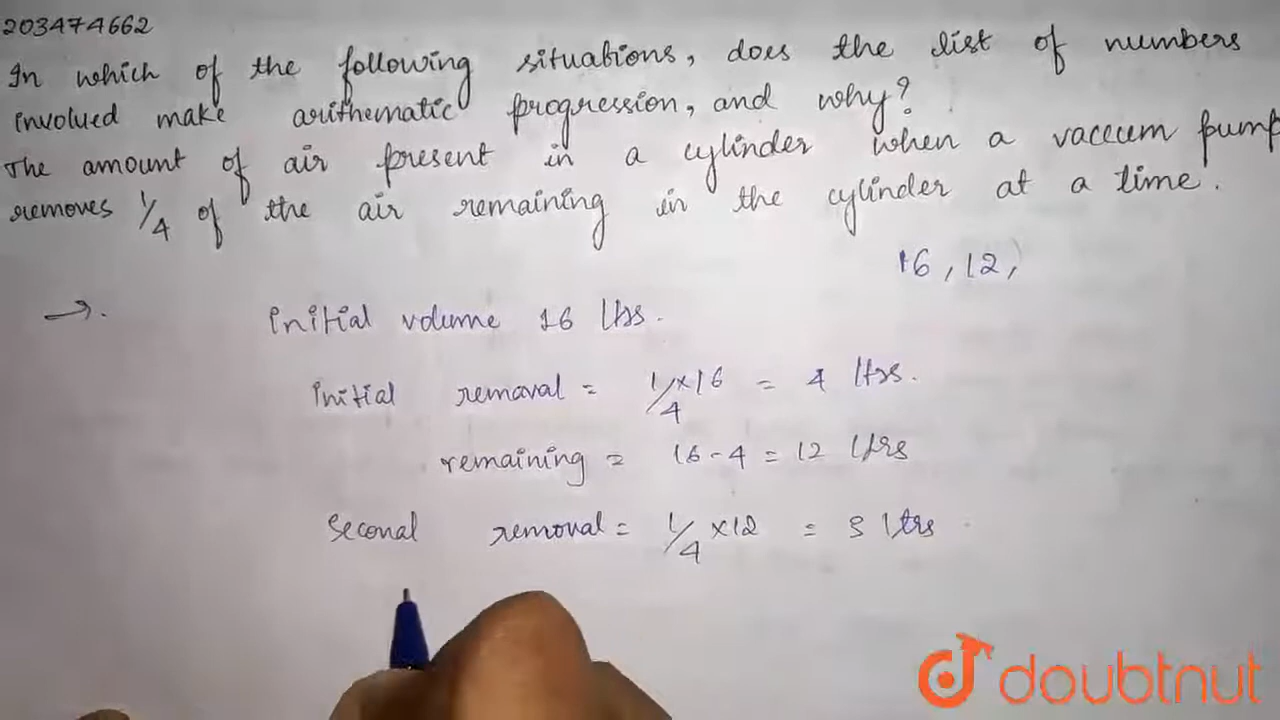 203474662
In which of the following situations, does the list of numbers
involved make arithematic progression, and why?
The amount of air present in a cylinder when a vaccum pump
removes 1/4 of the air remaining in the cylinder at a time.
16, 12,
→. initial volume 16 ltrs.
initial removal = 1/4 × 16 = 4 ltrs.
remaining = 16 - 4 = 12 ltrs
Second removal = 1/4 × 12 = 3 ltrs
doubtnut